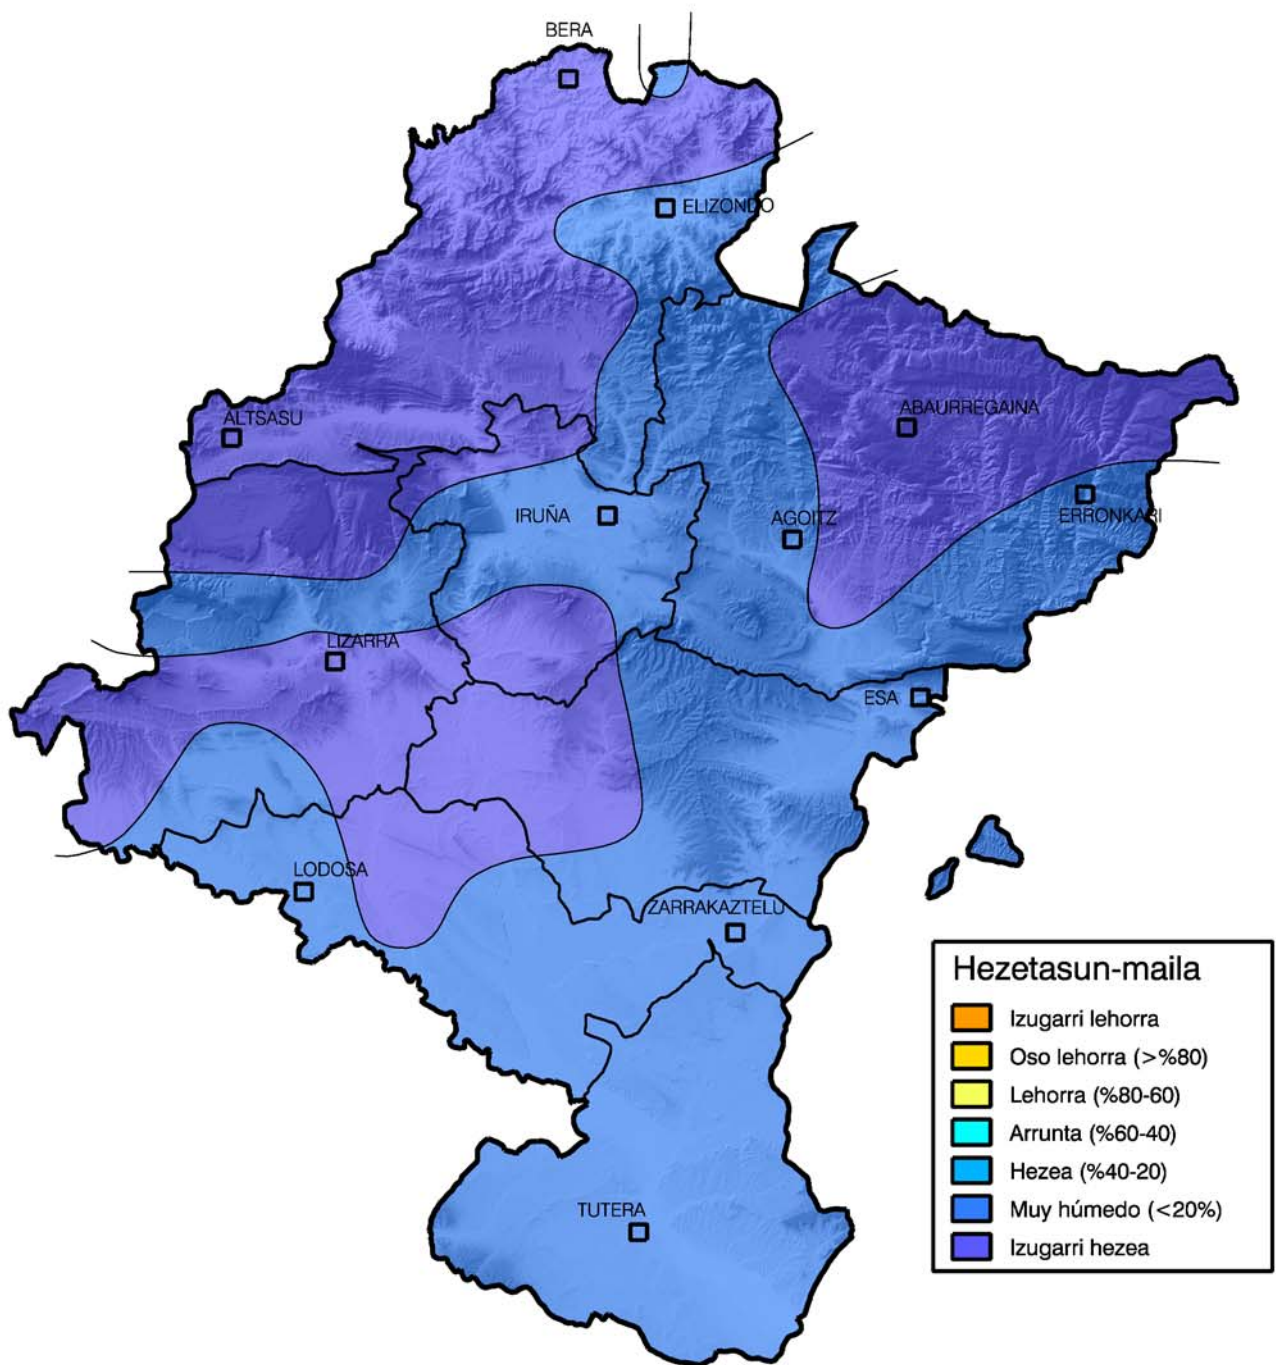 BERA
ELIZONDO
ALTSASU
ABAURREGAINA
IRUÑA
AGOITZ
ERRONKARI
LIZARRA
ESA
LODOSA
ZARRAKAZTELU
TUTERA
Hezetasun-maila
Izugarri lehorra
Oso lehorra (>%80)
Lehorra (%80-60)
Arrunta (%60-40)
Hezea (%40-20)
Muy húmedo (<20%)
Izugarri hezea